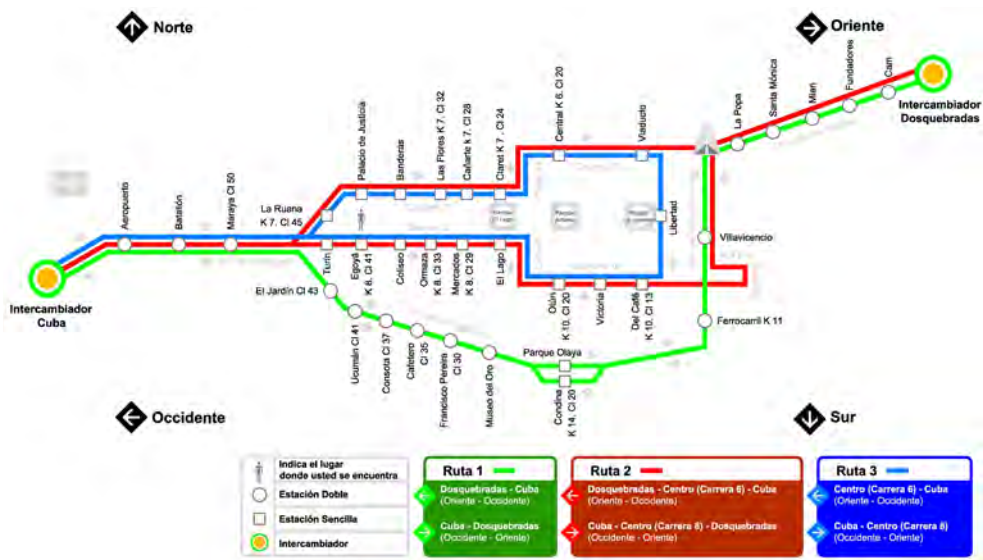 Norte
Oriente
Intercambiador
Dosquebradas
Cam
Fundadores
Milan
Santa Mónica
La Popa
Viaducto
Central K 6. Cl 20
Claret K 7 . Cl 24
Cañarte k 7. Cl 28
Las Flores K 7. Cl 32
Banderas
Palacio de Justicia
La Ruana
K 7. Cl 45
Maraya Cl 50
Batallón
Aeropuerto
Libertad
Villavicencio
Intercambiador
Cuba
Turín
Egoyá
K 8. Cl 41
Coliseo
Ormaza
K 8. Cl 33
Mercados
K 8. Cl 29
El Lago
Otún
K 10. Cl 20
Victoria
Del Café
K 10. Cl 13
El Jardín Cl 43
Ucumarí Cl 41
Consota Cl 37
Cafetero
Cl 35
Francisco Pereira
Cl 30
Museo del Oro
Parque Olaya
Condina
K 14. Cl 20
Ferrocarril K 11
Occidente
Sur
Indica el lugar
donde usted se encuentra
Estación Doble
Estación Sencilla
Intercambiador
Ruta 1
Dosquebradas - Cuba
(Oriente - Occidente)
Cuba - Dosquebradas
(Occidente - Oriente)
Ruta 2
Dosquebradas - Centro (Carrera 6) - Cuba
(Oriente - Occidente)
Cuba - Centro (Carrera 8) - Dosquebradas
(Occidente - Oriente)
Ruta 3
Centro (Carrera 6) - Cuba
(Oriente - Occidente)
Cuba - Centro (Carrera 8)
(Occidente - Oriente)